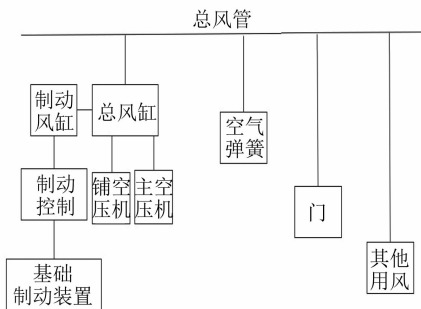 总风管
制动
风缸
总风缸
空气
弹簧
制动
控制
铺空
压机
主空
压机
门
基础
制动装置
其他
用风